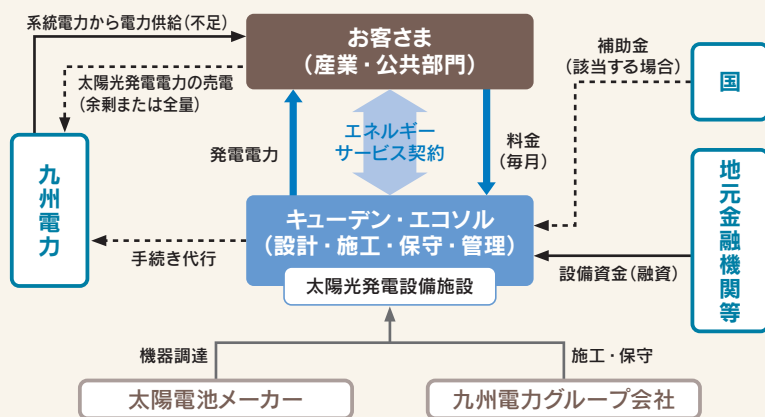 系統電力から電力供給(不足)
お客さま
(産業・公共部門)
太陽光発電電力の売電
(余剰または全量)
補助金
(該当する場合)
国
エネルギー
サービス契約
発電電力
料金
(毎月)
九州電力
地元金融機関等
キューデン・エコソル
(設計・施工・保守・管理)
手続き代行
太陽光発電設備施設
設備資金(融資)
機器調達
施工・保守
太陽電池メーカー
九州電力グループ会社